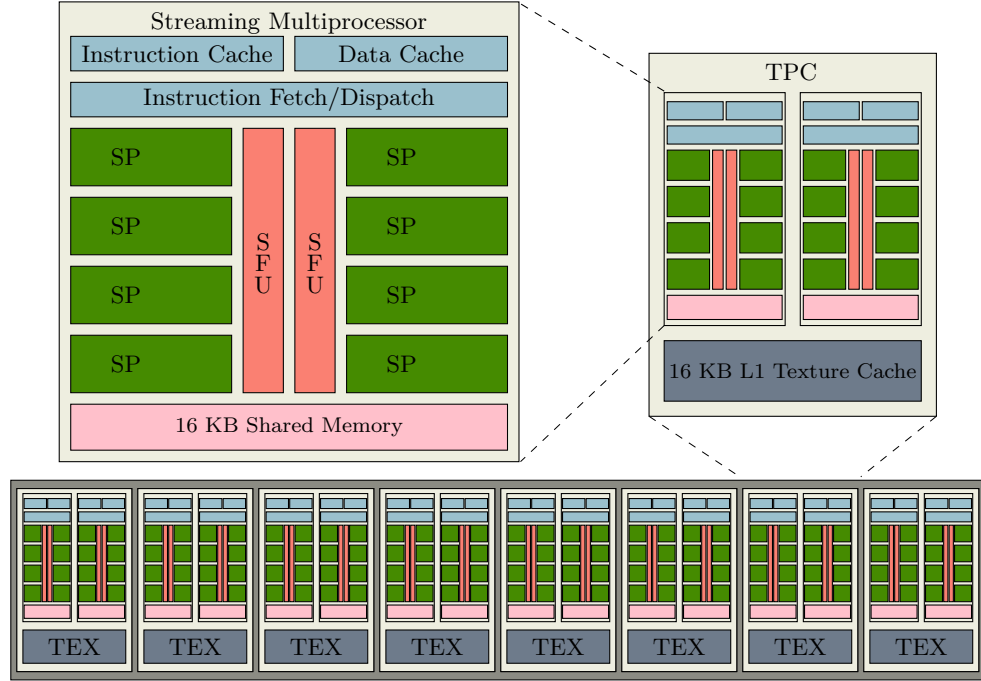 Streaming Multiprocessor
Instruction Cache
Data Cache
Instruction Fetch/Dispatch
SP
SP
SP
SP
S
F
U
S
F
U
SP
SP
SP
SP
16 KB Shared Memory
TPC
16 KB L1 Texture Cache
TEX
TEX
TEX
TEX
TEX
TEX
TEX
TEX